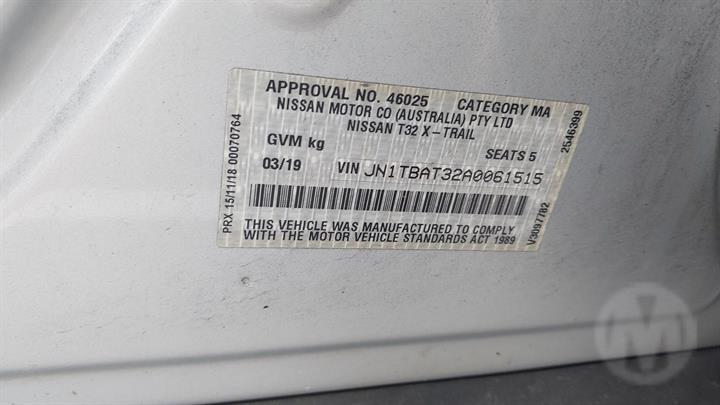 APPROVAL NO. 46025 CATEGORY MA
NISSAN MOTOR CO (AUSTRALIA) PTY LTD
NISSAN T32 X-TRAIL
GVM kg SEATS 5
03/19 VIN JN1TBAT32A0061515
THIS VEHICLE WAS MANUFACTURED TO COMPLY
WITH THE MOTOR VEHICLE STANDARDS ACT 1989
PRX 15/11/18 00070764
2546399
V3097782
M